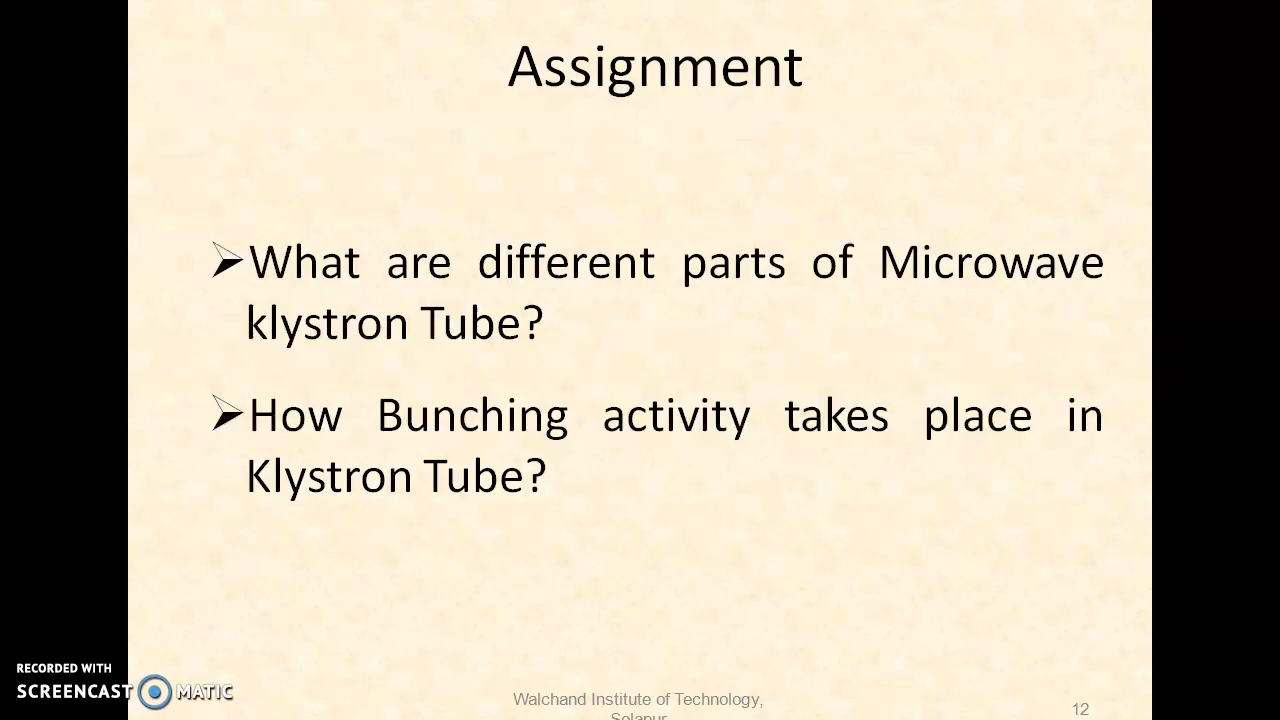 Assignment
➢What are different parts of Microwave
klystron Tube?
➢How Bunching activity takes place in
Klystron Tube?
RECORDED WITH
SCREENCAST MATIC
Walchand Institute of Technology,
Solapur
12